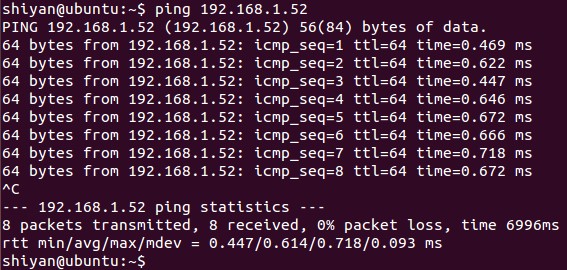 shiyan@ubuntu:~$ ping 192.168.1.52
PING 192.168.1.52 (192.168.1.52) 56(84) bytes of data.
64 bytes from 192.168.1.52: icmp_seq=1 ttl=64 time=0.469 ms
64 bytes from 192.168.1.52: icmp_seq=2 ttl=64 time=0.622 ms
64 bytes from 192.168.1.52: icmp_seq=3 ttl=64 time=0.447 ms
64 bytes from 192.168.1.52: icmp_seq=4 ttl=64 time=0.646 ms
64 bytes from 192.168.1.52: icmp_seq=5 ttl=64 time=0.672 ms
64 bytes from 192.168.1.52: icmp_seq=6 ttl=64 time=0.666 ms
64 bytes from 192.168.1.52: icmp_seq=7 ttl=64 time=0.718 ms
64 bytes from 192.168.1.52: icmp_seq=8 ttl=64 time=0.672 ms
^C
--- 192.168.1.52 ping statistics ---
8 packets transmitted, 8 received, 0% packet loss, time 6996ms
rtt min/avg/max/mdev = 0.447/0.614/0.718/0.093 ms
shiyan@ubuntu:~$